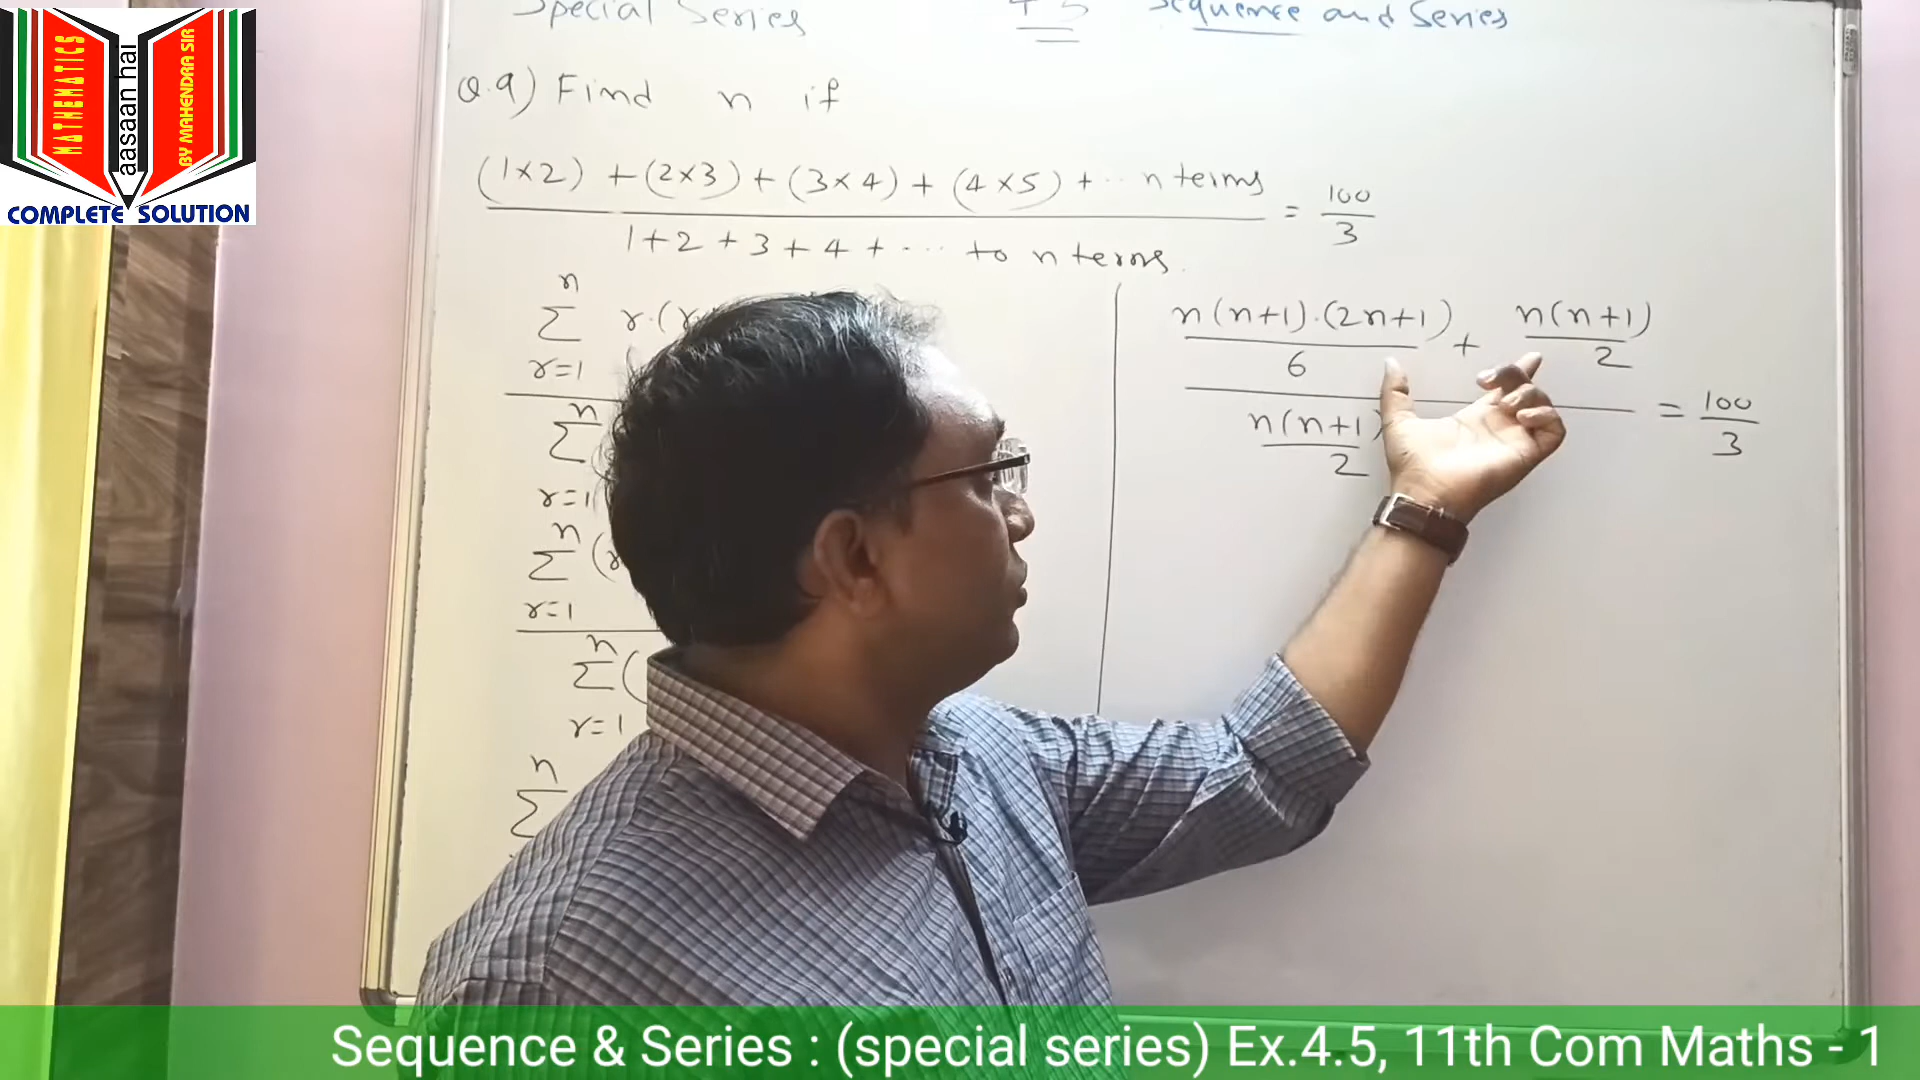 MATHEMATICS
aasaan hai
BY MAHENDRA SIR
COMPLETE SOLUTION
Special Series 4.5 Sequence and Series
Q.9) Find n if
(1×2) + (2×3) + (3×4) + (4×5) + ... n terms
= 100/3
1+2+3+4+ .... to n terms.
n
Σ r.(r
r=1
n
Σ
r=1
n
Σ (r
r=1
n
Σ (
r=1
n
Σ
n(n+1).(2n+1)/6 + n(n+1)/2
= 100/3
n(n+1)/2
Sequence & Series : (special series) Ex.4.5, 11th Com Maths - 1